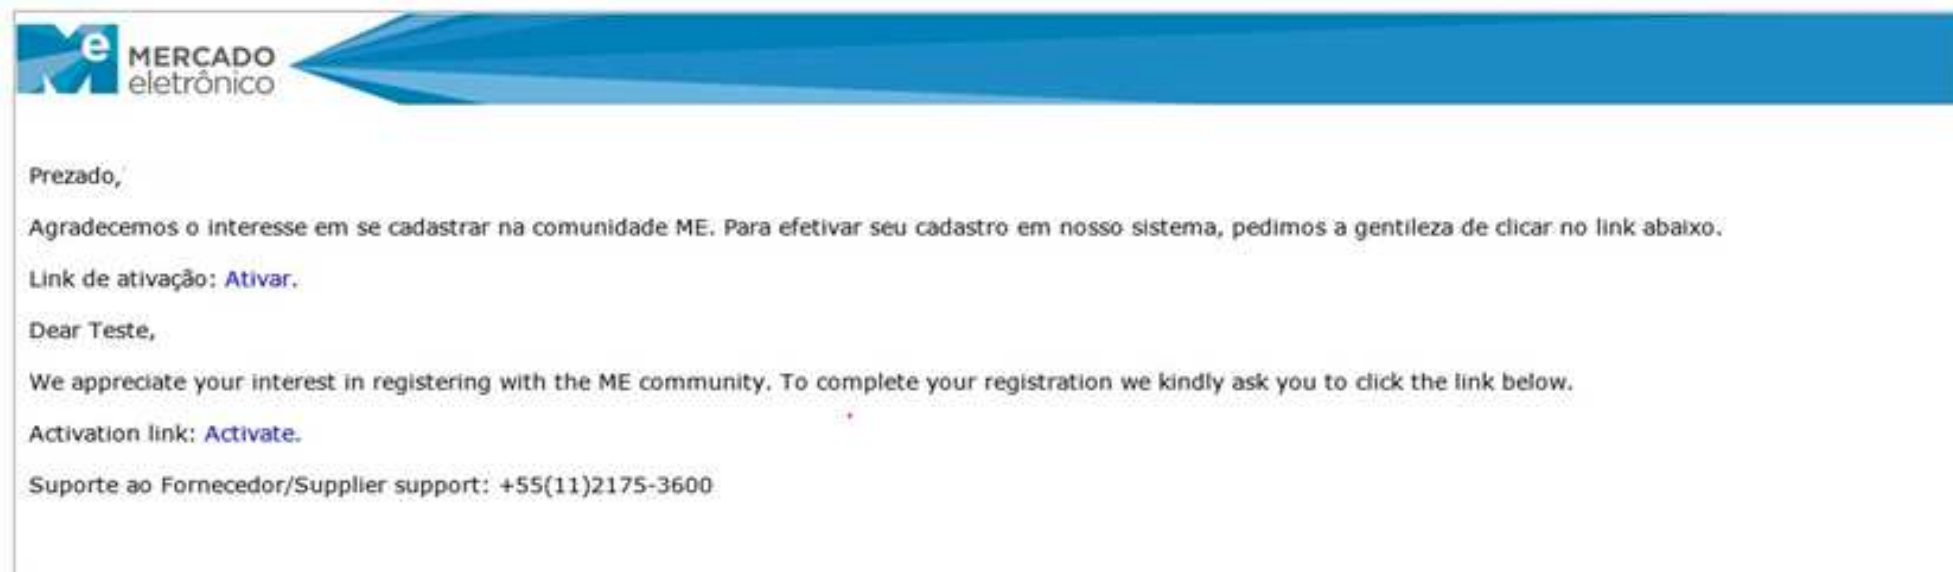 Me MERCADO
eletrônico
Prezado,
Agradecemos o interesse em se cadastrar na comunidade ME. Para efetivar seu cadastro em nosso sistema, pedimos a gentileza de clicar no link abaixo.
Link de ativação: Ativar.
Dear Teste,
We appreciate your interest in registering with the ME community. To complete your registration we kindly ask you to click the link below.
Activation link: Activate.
Suporte ao Fornecedor/Supplier support: +55(11)2175-3600